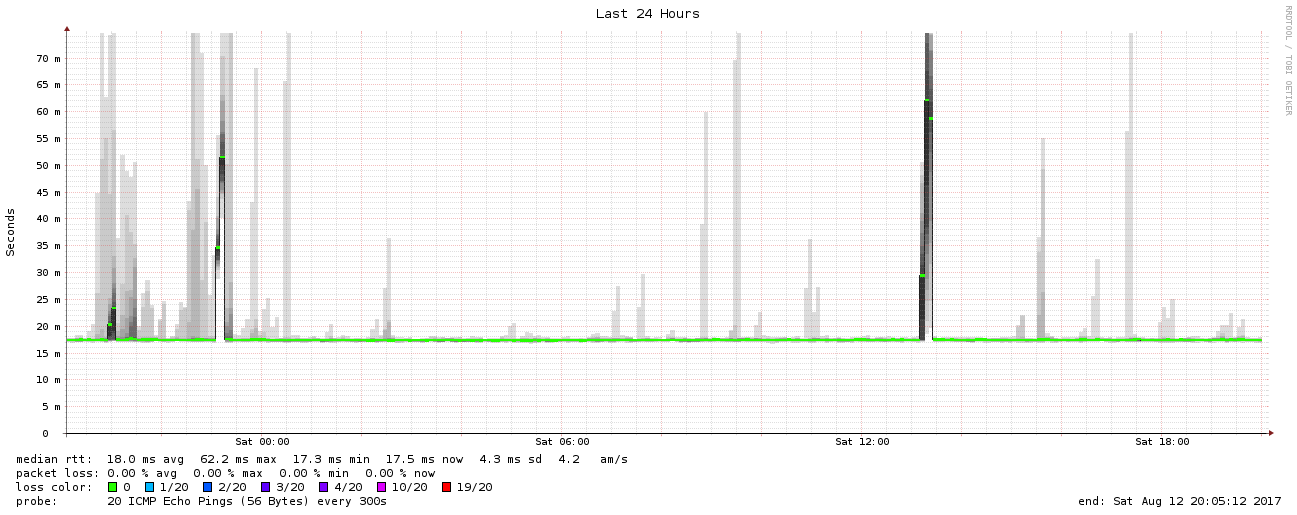 Last 24 Hours
RRDTOOL / TOBI OETIKER
Seconds
70 m
65 m
60 m
55 m
50 m
45 m
40 m
35 m
30 m
25 m
20 m
15 m
10 m
5 m
0
Sat 00:00 Sat 06:00 Sat 12:00 Sat 18:00
median rtt: 18.0 ms avg 62.2 ms max 17.3 ms min 17.5 ms now 4.3 ms sd 4.2 am/s
packet loss: 0.00 % avg 0.00 % max 0.00 % min 0.00 % now
loss color: 0 1/20 2/20 3/20 4/20 10/20 19/20
probe: 20 ICMP Echo Pings (56 Bytes) every 300s end: Sat Aug 12 20:05:12 2017